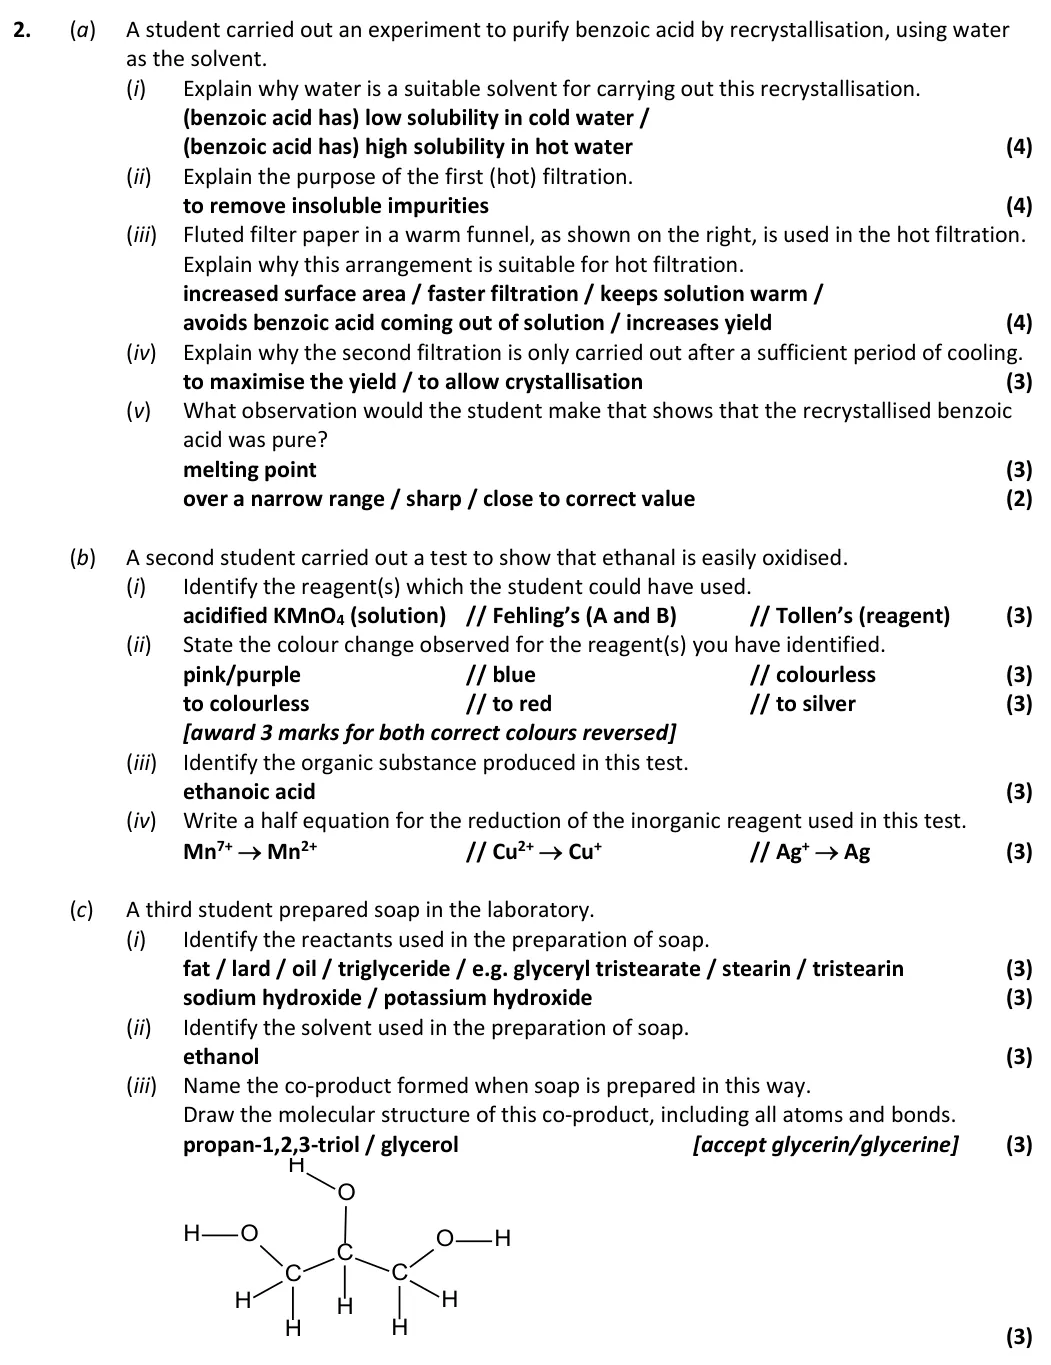 2. (a) A student carried out an experiment to purify benzoic acid by recrystallisation, using water
as the solvent.
(i) Explain why water is a suitable solvent for carrying out this recrystallisation.
(benzoic acid has) low solubility in cold water /
(benzoic acid has) high solubility in hot water (4)
(ii) Explain the purpose of the first (hot) filtration.
to remove insoluble impurities (4)
(iii) Fluted filter paper in a warm funnel, as shown on the right, is used in the hot filtration.
Explain why this arrangement is suitable for hot filtration.
increased surface area / faster filtration / keeps solution warm /
avoids benzoic acid coming out of solution / increases yield (4)
(iv) Explain why the second filtration is only carried out after a sufficient period of cooling.
to maximise the yield / to allow crystallisation (3)
(v) What observation would the student make that shows that the recrystallised benzoic
acid was pure?
melting point (3)
over a narrow range / sharp / close to correct value (2)
(b) A second student carried out a test to show that ethanal is easily oxidised.
(i) Identify the reagent(s) which the student could have used.
acidified KMnO₄ (solution) // Fehling's (A and B) // Tollen's (reagent) (3)
(ii) State the colour change observed for the reagent(s) you have identified.
pink/purple // blue // colourless (3)
to colourless // to red // to silver (3)
[award 3 marks for both correct colours reversed]
(iii) Identify the organic substance produced in this test.
ethanoic acid (3)
(iv) Write a half equation for the reduction of the inorganic reagent used in this test.
Mn⁷⁺ → Mn²⁺ // Cu²⁺ → Cu⁺ // Ag⁺ → Ag (3)
(c) A third student prepared soap in the laboratory.
(i) Identify the reactants used in the preparation of soap.
fat / lard / oil / triglyceride / e.g. glyceryl tristearate / stearin / tristearin (3)
sodium hydroxide / potassium hydroxide (3)
(ii) Identify the solvent used in the preparation of soap.
ethanol (3)
(iii) Name the co-product formed when soap is prepared in this way.
Draw the molecular structure of this co-product, including all atoms and bonds.
propan-1,2,3-triol / glycerol [accept glycerin/glycerine] (3)
H
O
H O O H
C
C C
H H H
H H
(3)